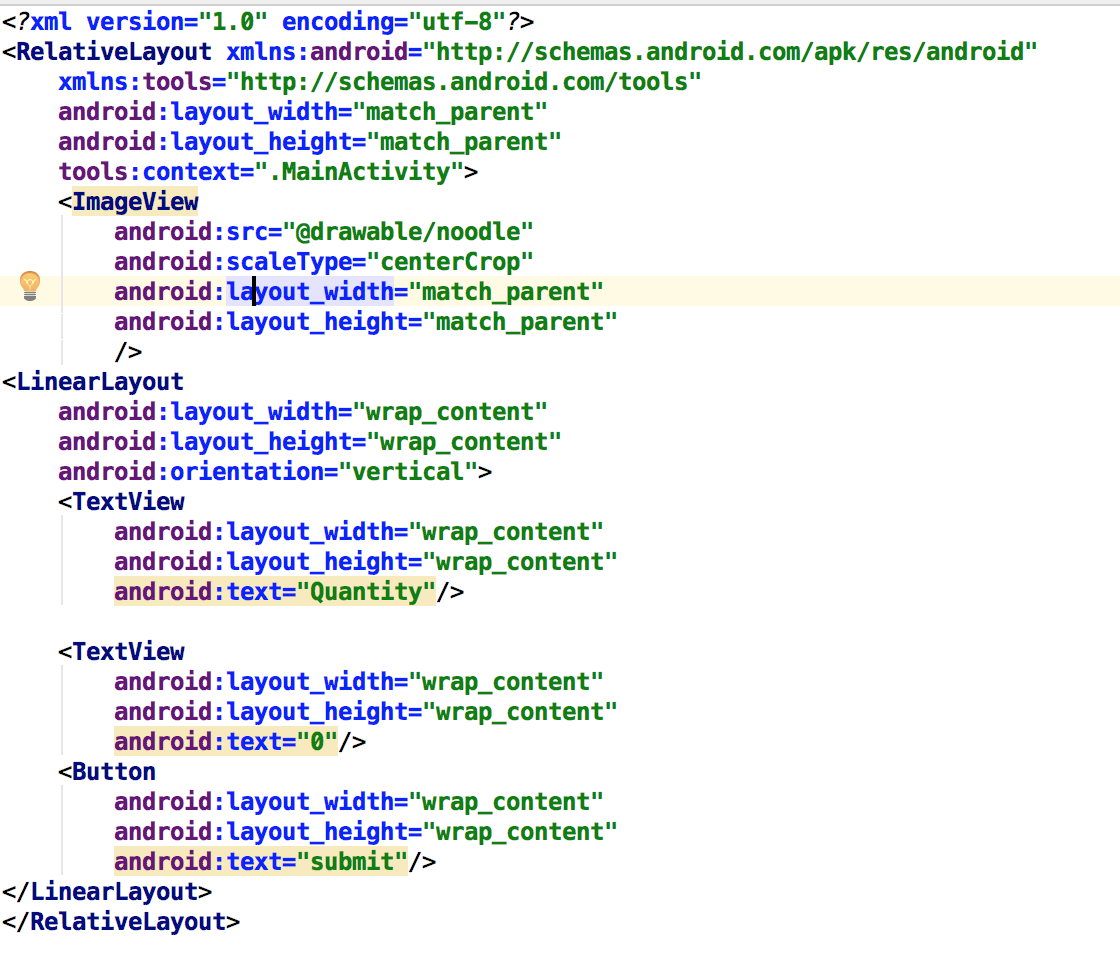 <?xml version="1.0" encoding="utf-8"?>
<RelativeLayout xmlns:android="http://schemas.android.com/apk/res/android"
    xmlns:tools="http://schemas.android.com/tools"
    android:layout_width="match_parent"
    android:layout_height="match_parent"
    tools:context=".MainActivity">
    <ImageView
        android:src="@drawable/noodle"
        android:scaleType="centerCrop"
        android:layout_width="match_parent"
        android:layout_height="match_parent"
        />
<LinearLayout
    android:layout_width="wrap_content"
    android:layout_height="wrap_content"
    android:orientation="vertical">
    <TextView
        android:layout_width="wrap_content"
        android:layout_height="wrap_content"
        android:text="Quantity"/>

    <TextView
        android:layout_width="wrap_content"
        android:layout_height="wrap_content"
        android:text="0"/>
    <Button
        android:layout_width="wrap_content"
        android:layout_height="wrap_content"
        android:text="submit"/>
</LinearLayout>
</RelativeLayout>